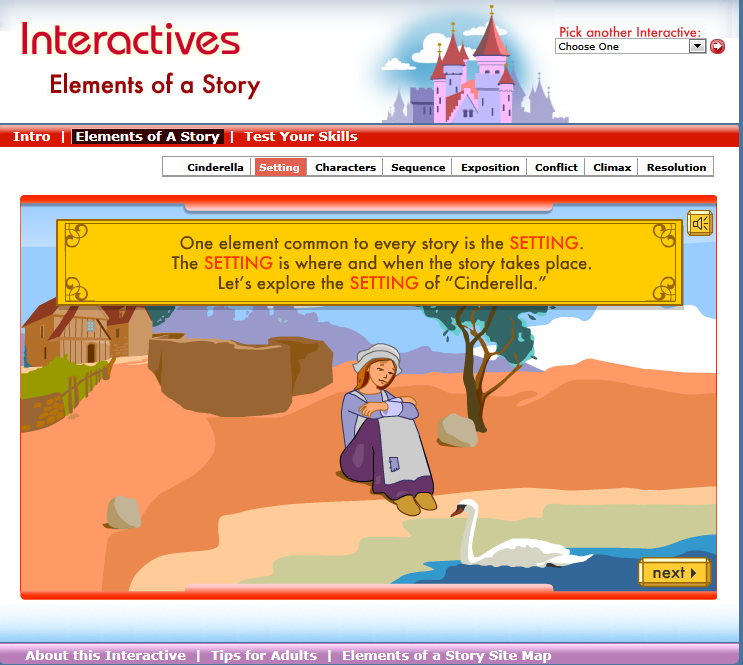 Interactives
Elements of a Story
Pick another Interactive:
Choose One
Intro | Elements of A Story | Test Your Skills
Cinderella Setting Characters Sequence Exposition Conflict Climax Resolution
One element common to every story is the SETTING.
The SETTING is where and when the story takes place.
Let's explore the SETTING of “Cinderella.”
next
About this Interactive | Tips for Adults | Elements of a Story Site Map